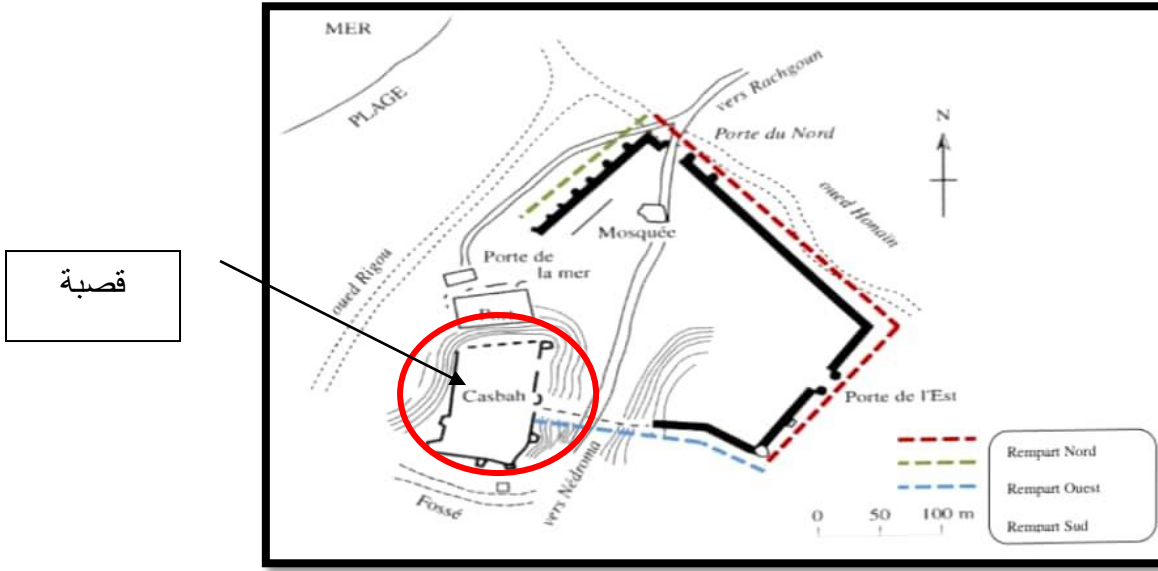 MER
PLAGE
vers Rachgoun
N
Porte du Nord
oued Honaïn
Mosquée
Porte de
la mer
oued Rigou
قصبة
Port
Casbah
Porte de l'Est
vers Nédroma
Fossé
Rempart Nord
Rempart Ouest
Rempart Sud
0 50 100 m